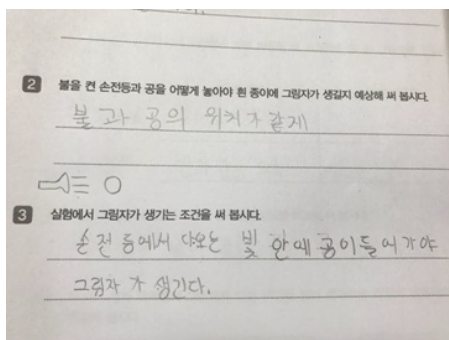 2 불을 켠 손전등과 공을 어떻게 놓아야 흰 종이에 그림자가 생길지 예상해 써 봅시다.
불과 공의 위치가 같게
3 실험에서 그림자가 생기는 조건을 써 봅시다.
손전등에서 나오는 빛 안에 공이들어가야
그림자가 생긴다.